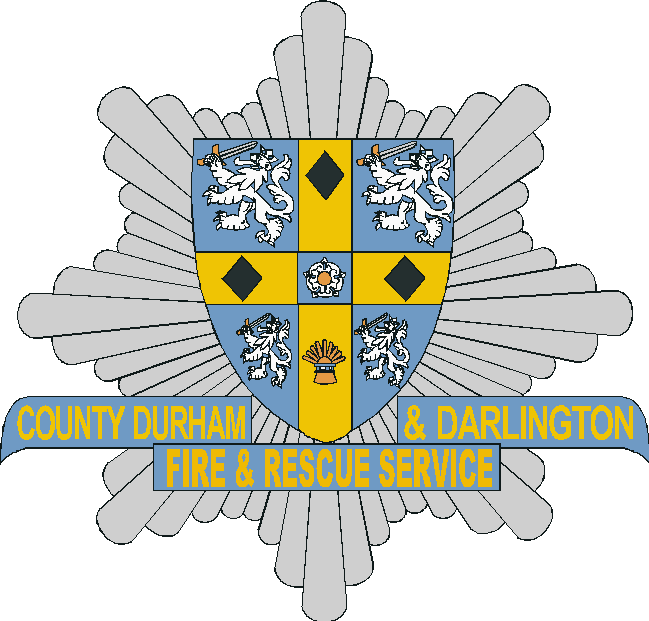 COUNTY DURHAM & DARLINGTON
FIRE & RESCUE SERVICE